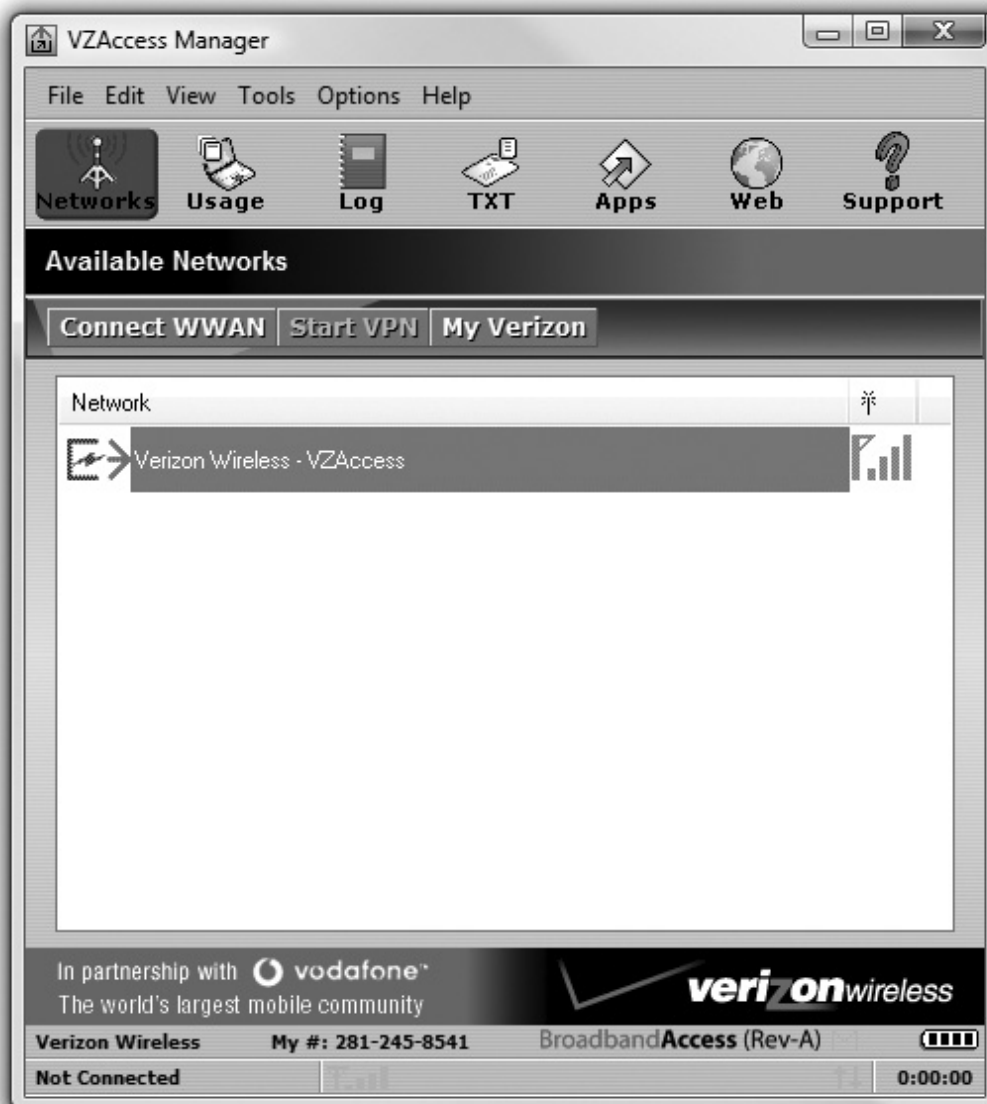 VZAccess Manager
File Edit View Tools Options Help
Networks Usage Log TXT Apps Web Support
Available Networks
Connect WWAN Start VPN My Verizon
Network
Verizon Wireless - VZAccess
In partnership with vodafone™
The world's largest mobile community
verizonwireless
Verizon Wireless My #: 281-245-8541 BroadbandAccess (Rev-A)
Not Connected 0:00:00